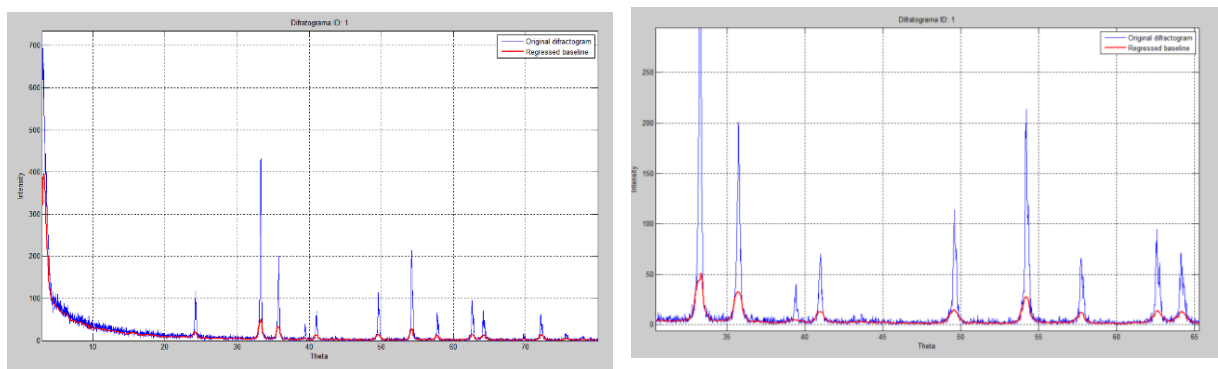 Difratograma ID: 1
Original difractogram
Regressed baseline
700
600
500
400
300
200
100
0
Intensity
10
20
30
40
50
60
70
Theta
Difratograma ID: 1
Original difractogram
Regressed baseline
250
200
150
100
50
0
Intensity
35
40
45
50
55
60
65
Theta